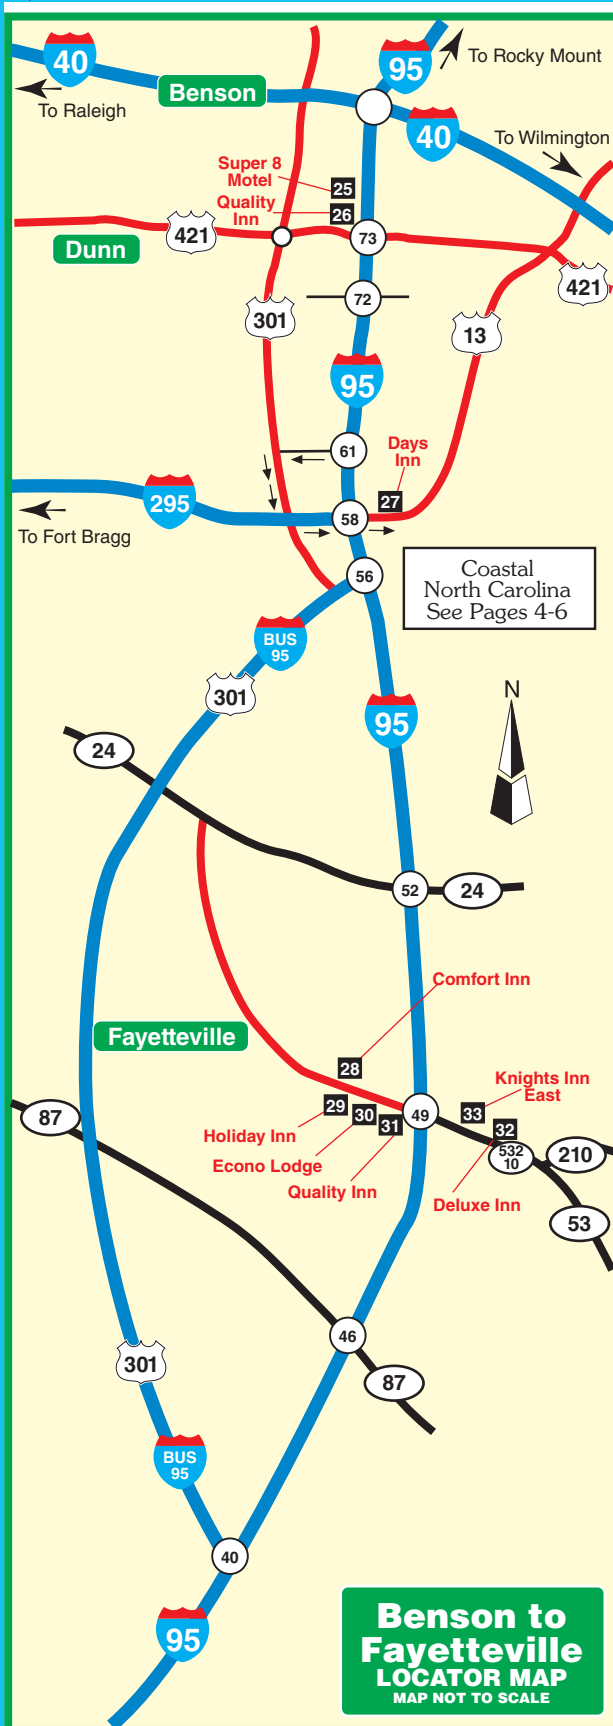 40
95
To Rocky Mount
To Raleigh
Benson
40
To Wilmington
Super 8
Motel
25
Quality
Inn
26
421
Dunn
73
421
72
301
13
95
61
Days
Inn
27
295
58
To Fort Bragg
56
Coastal
North Carolina
See Pages 4-6
BUS
95
301
N
95
24
52
24
Comfort Inn
Fayetteville
28
Knights Inn
East
29
30
31
49
33
32
87
Holiday Inn
532
10
210
Econo Lodge
Quality Inn
Deluxe Inn
53
46
301
87
BUS
95
40
95
Benson to
Fayetteville
LOCATOR MAP
MAP NOT TO SCALE